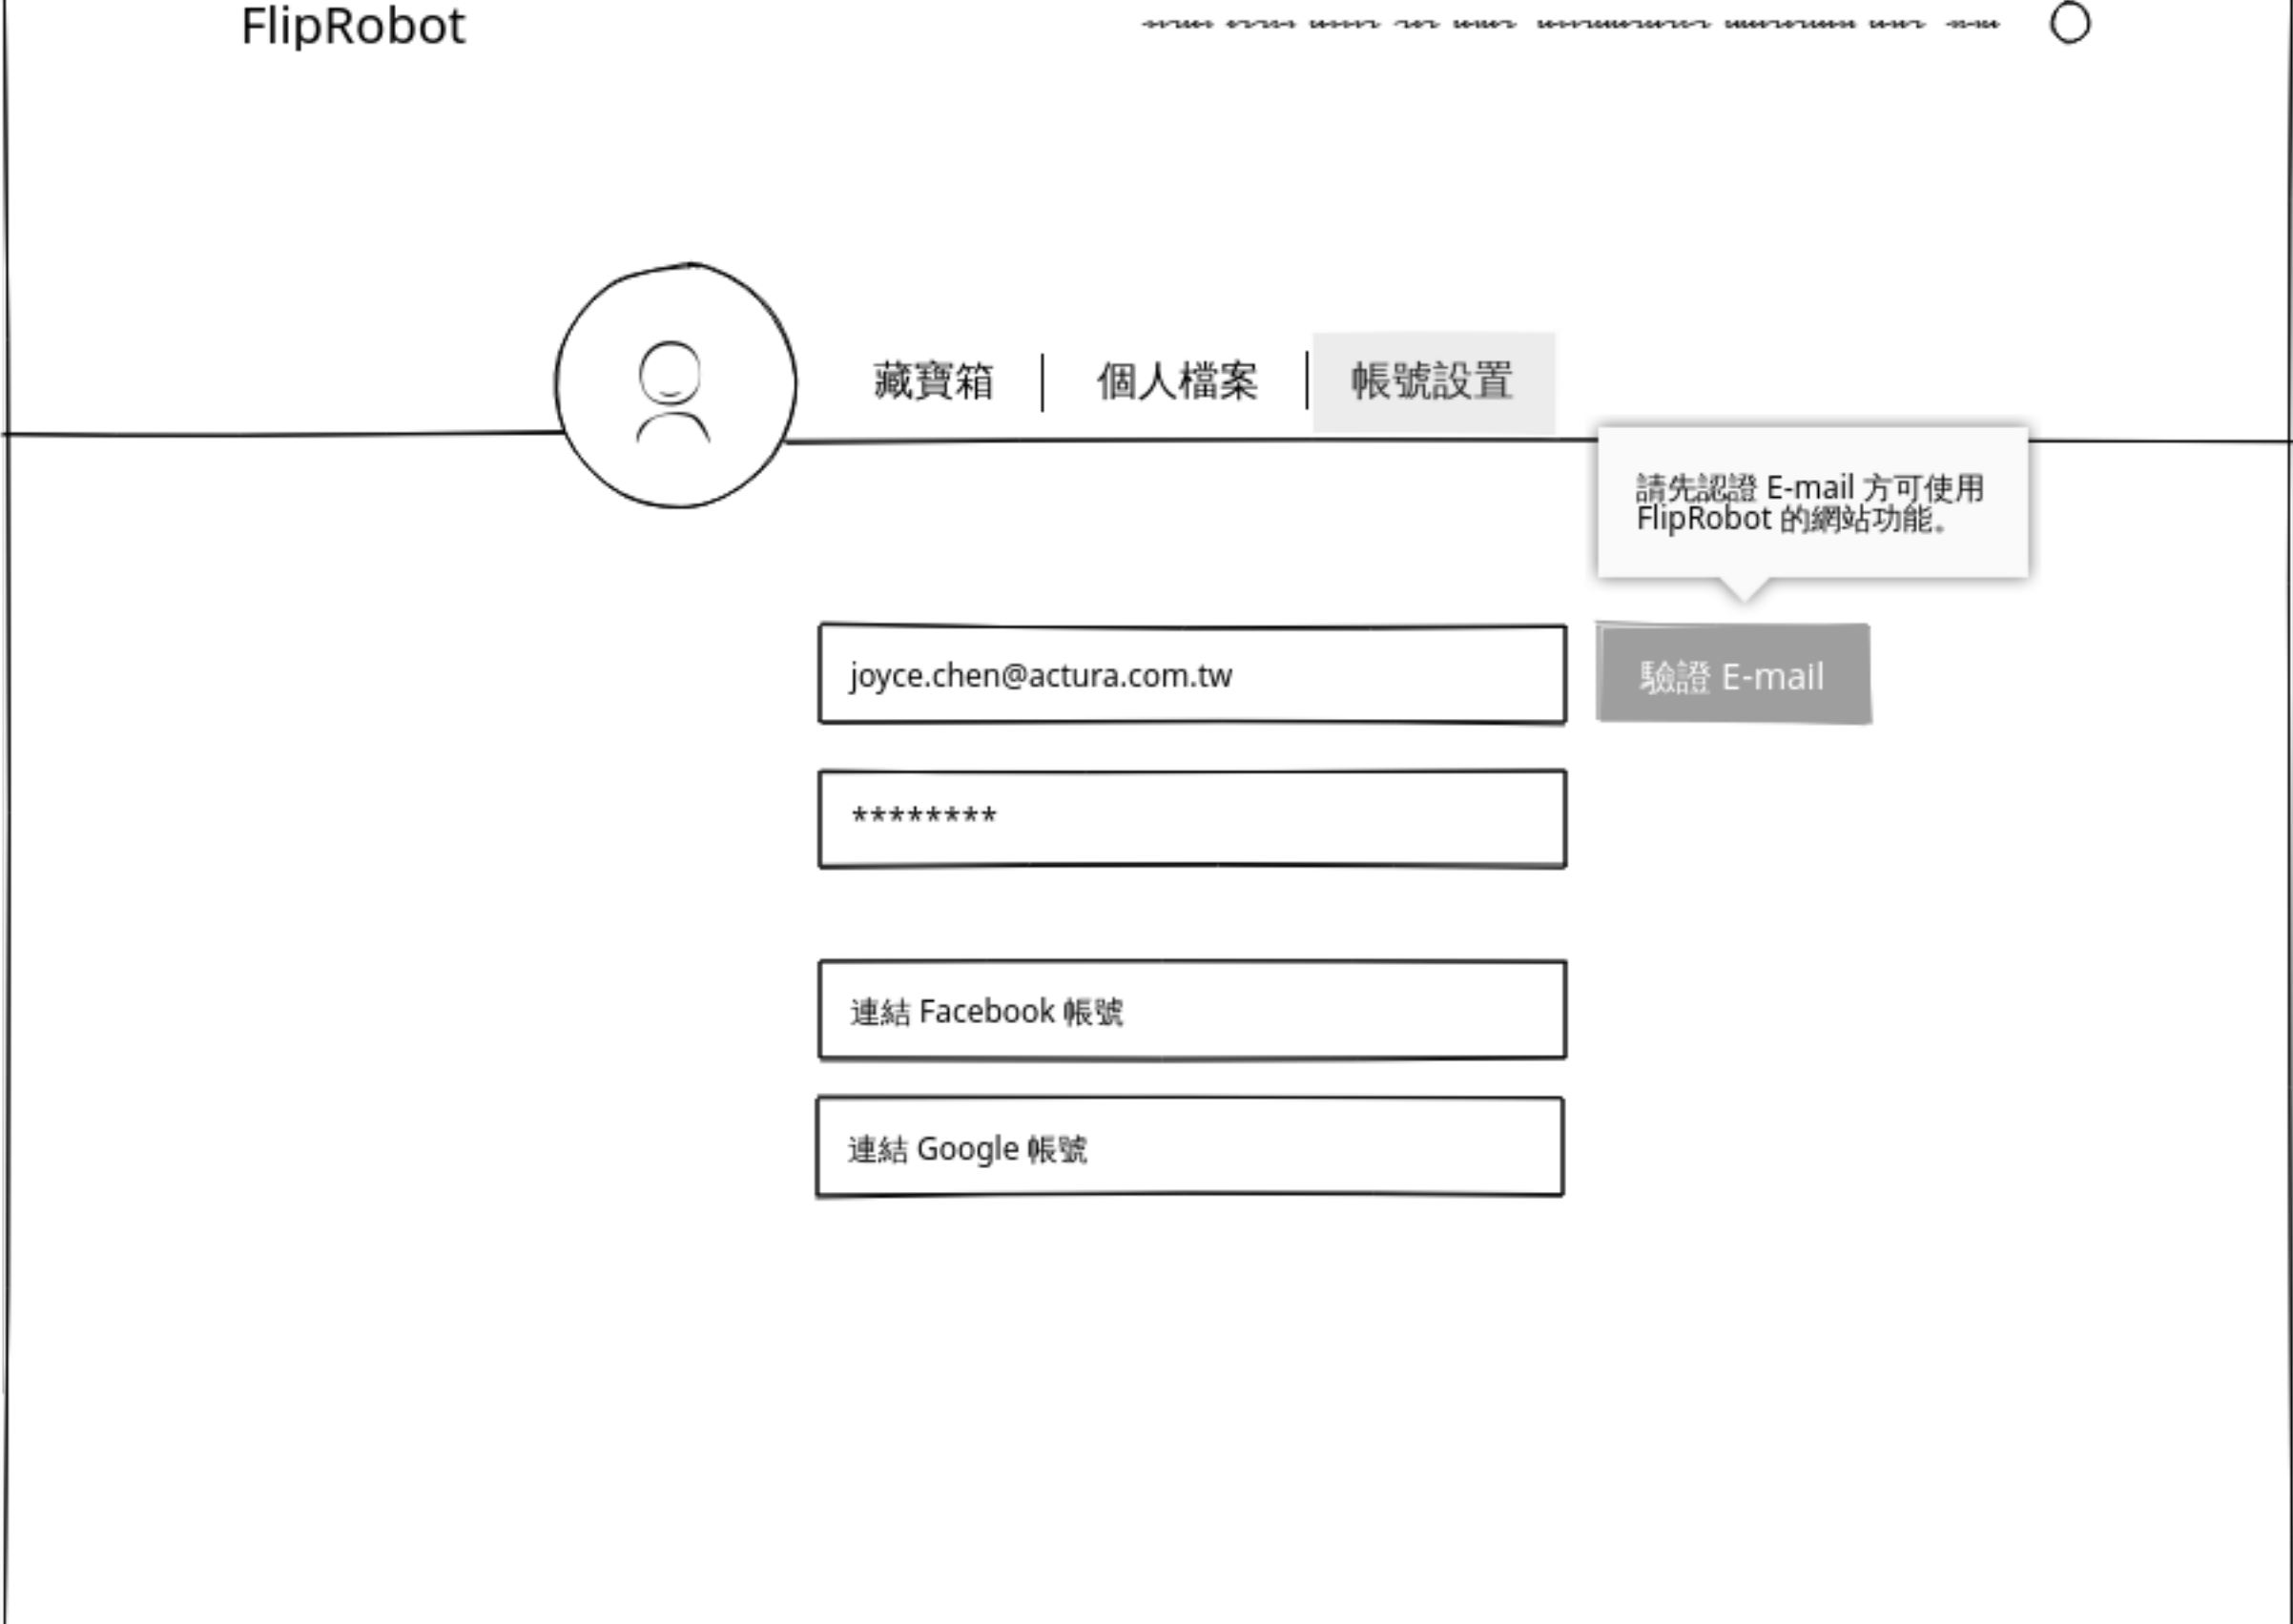 FlipRobot
藏寶箱 個人檔案 帳號設置
請先認證 E-mail 方可使用
FlipRobot 的網站功能。
joyce.chen@actura.com.tw 驗證 E-mail
********
連結 Facebook 帳號
連結 Google 帳號